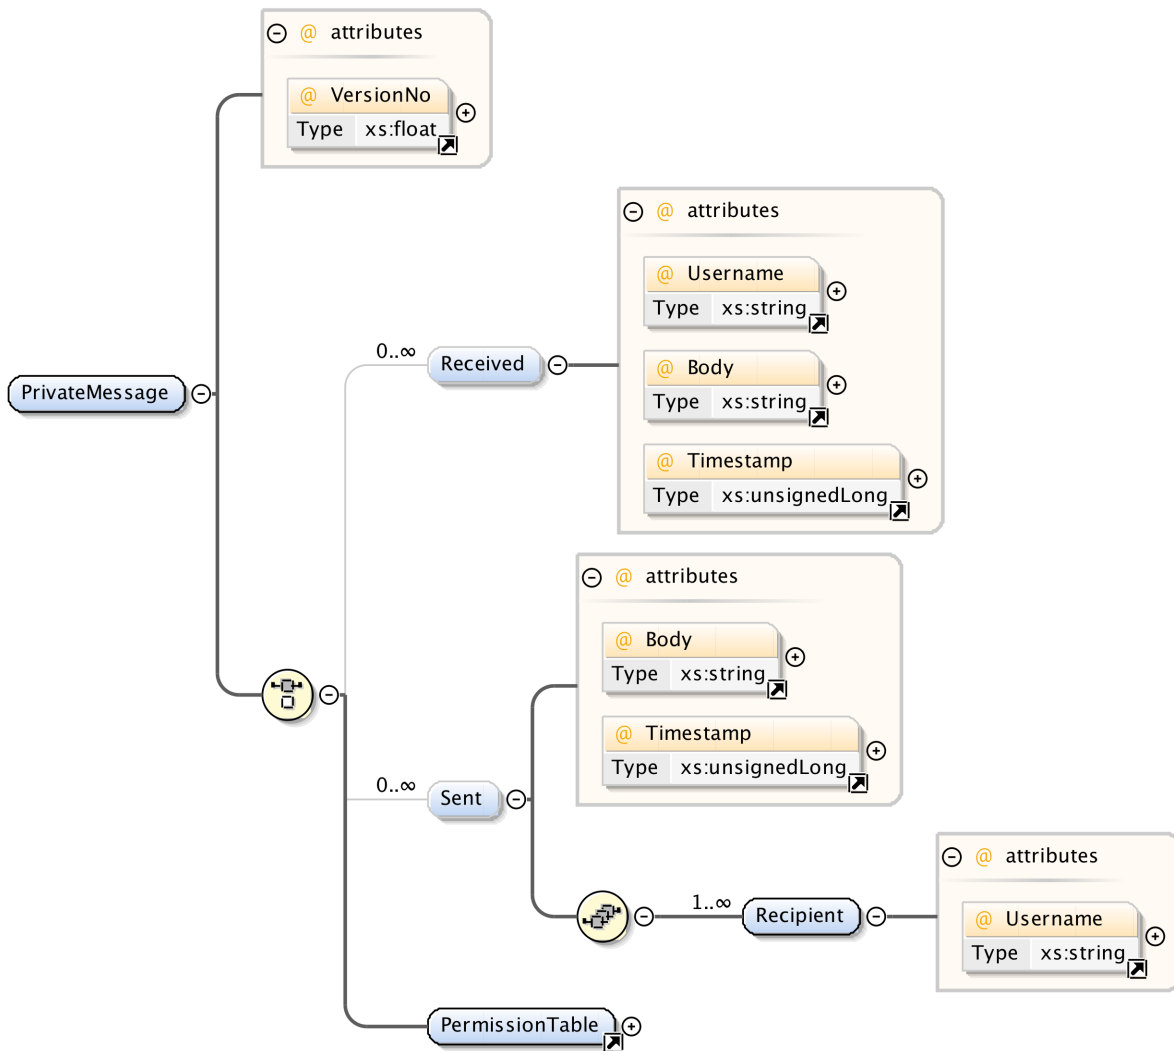 @ attributes
@ VersionNo
Type xs:float
@ attributes
@ Username
Type xs:string
@ Body
Type xs:string
@ Timestamp
Type xs:unsignedLong
0..∞
Received
PrivateMessage
@ attributes
@ Body
Type xs:string
@ Timestamp
Type xs:unsignedLong
0..∞
Sent
@ attributes
@ Username
Type xs:string
1..∞
Recipient
PermissionTable